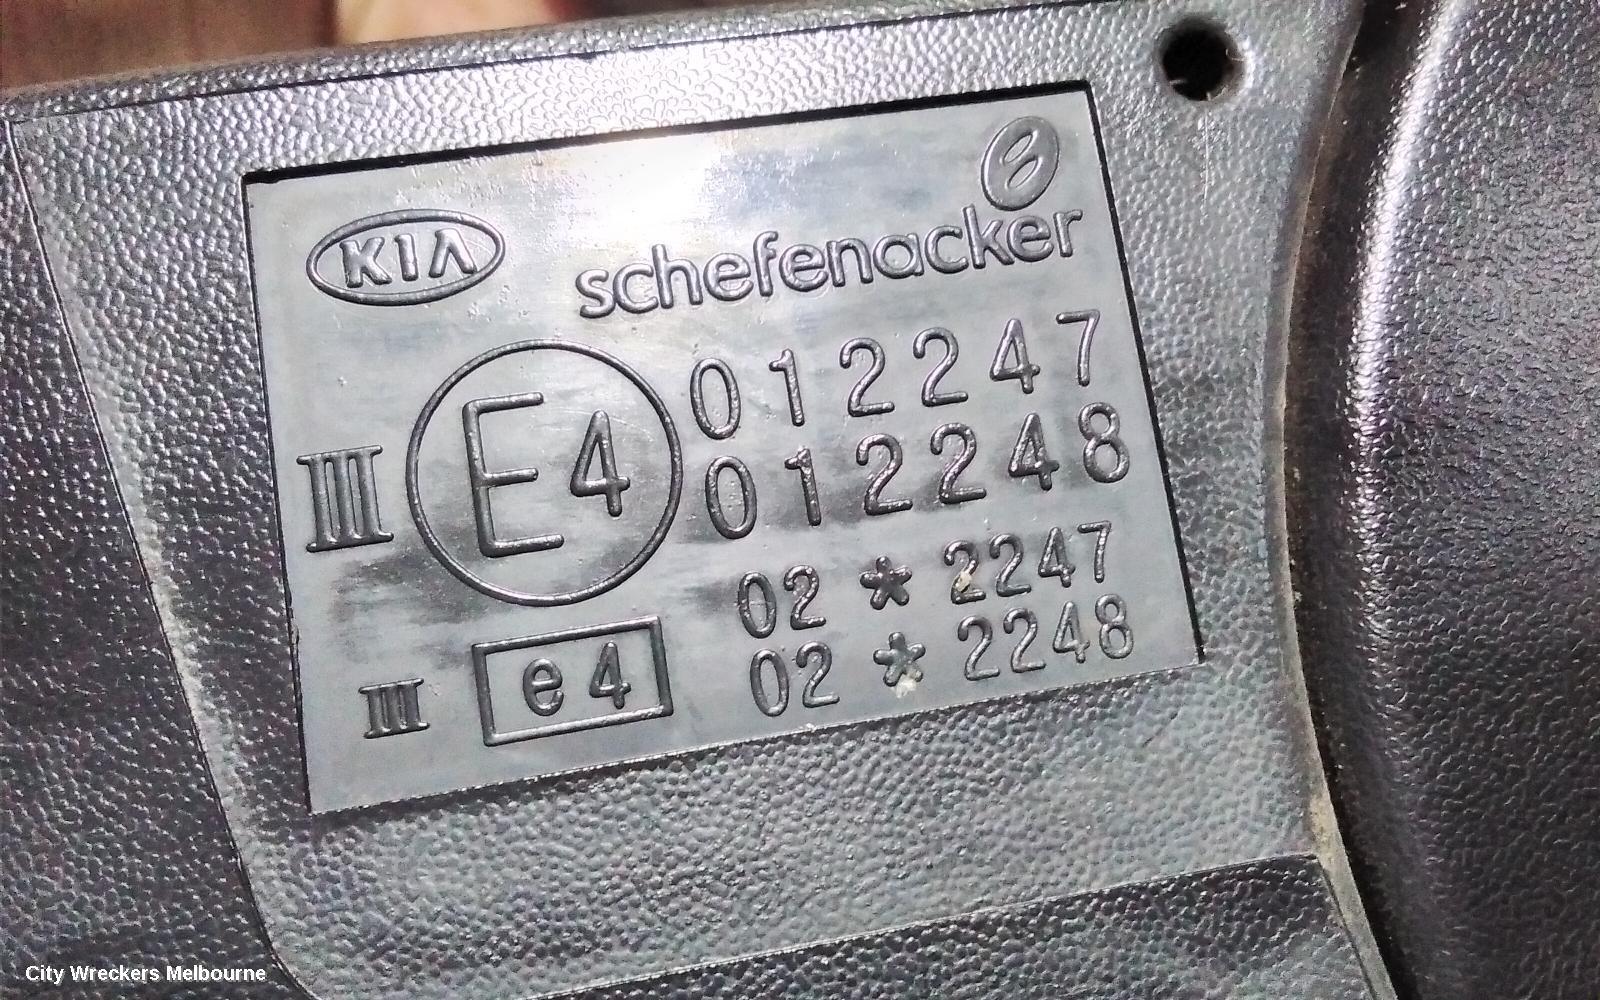 KIA
schefenacker
III E4 012247
012248
02 * 2247
III e4 02 * 2248
City Wreckers Melbourne